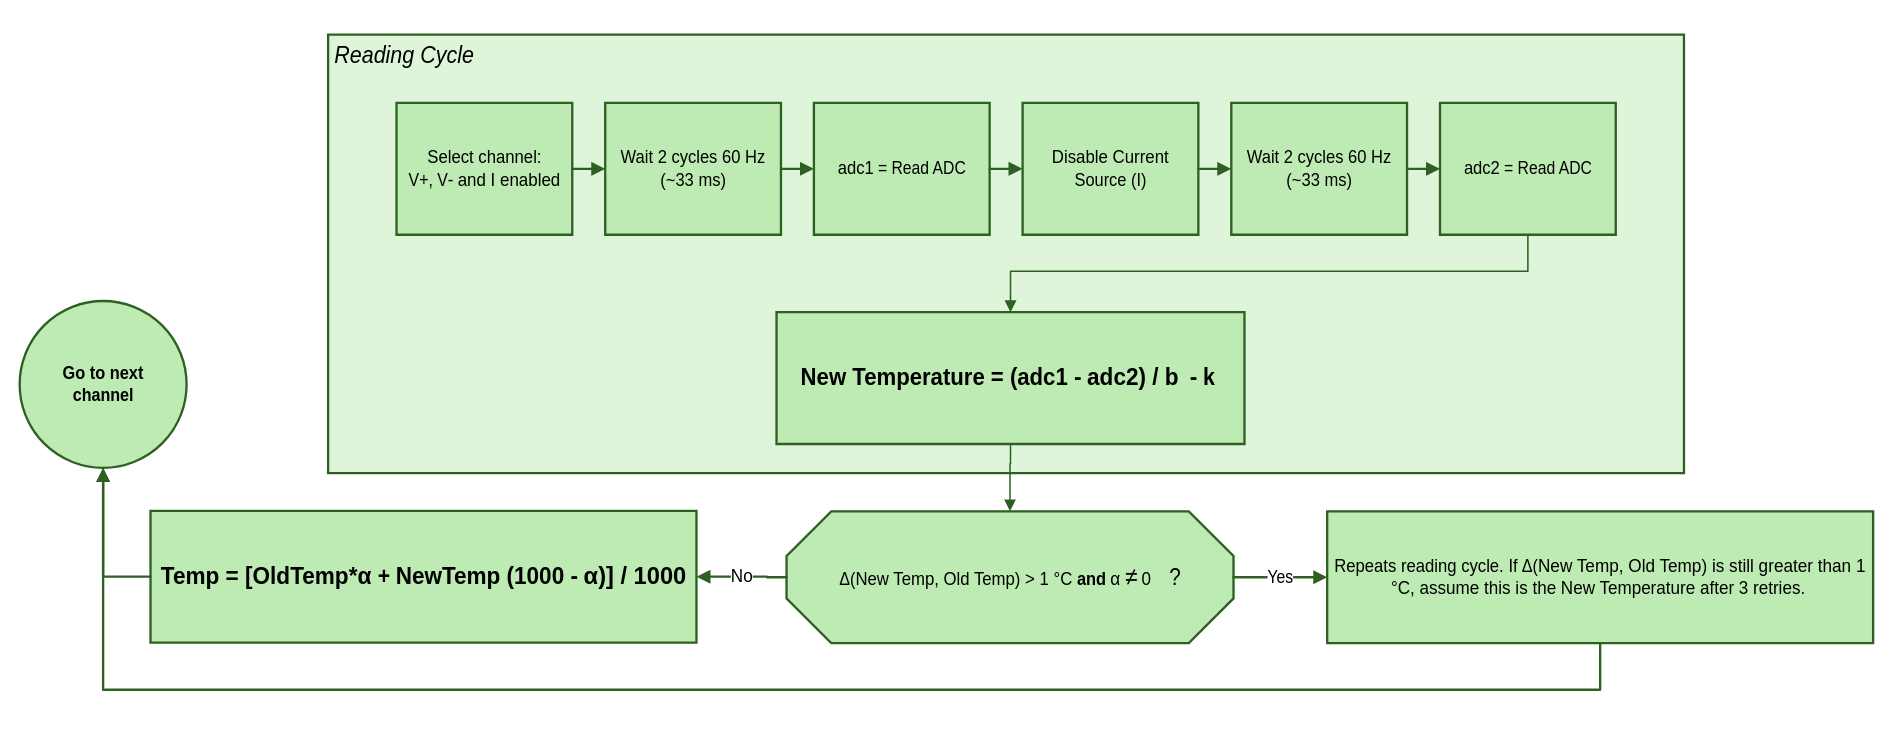 Reading Cycle
Select channel:
V+, V- and I enabled
Wait 2 cycles 60 Hz
(~33 ms)
adc1 = Read ADC
Disable Current
Source (I)
Wait 2 cycles 60 Hz
(~33 ms)
adc2 = Read ADC
New Temperature = (adc1 - adc2) / b - k
Go to next
channel
Temp = [OldTemp*α + NewTemp (1000 - α)] / 1000
No
Δ(New Temp, Old Temp) > 1 °C and α ≠ 0 ?
Yes
Repeats reading cycle. If Δ(New Temp, Old Temp) is still greater than 1
°C, assume this is the New Temperature after 3 retries.